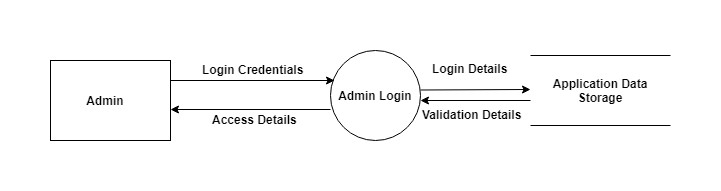 Login Credentials
Admin
Access Details
Admin Login
Login Details
Validation Details
Application Data
Storage